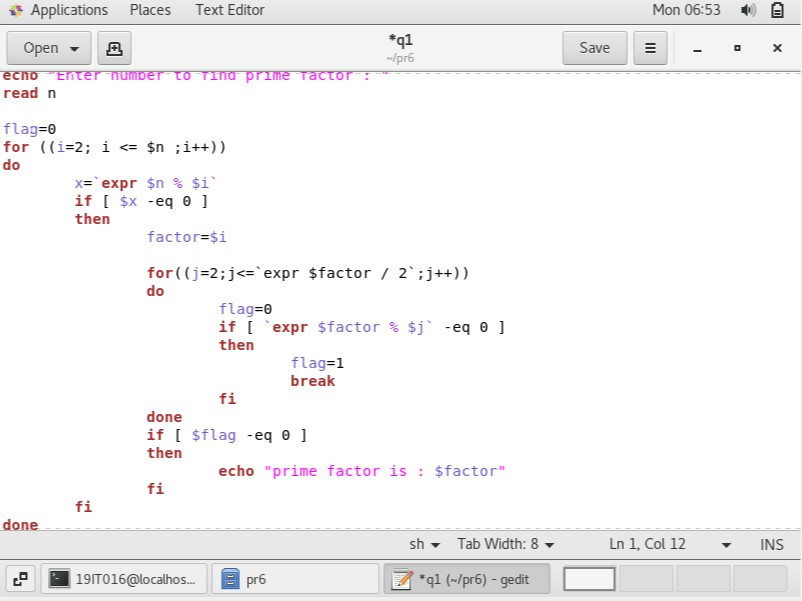 Applications Places Text Editor Mon 06:53
Open *q1 Save
~/pr6
echo "Enter number to find prime factor : "
read n
flag=0
for ((i=2; i <= $n ;i++))
do
x=`expr $n % $i`
if [ $x -eq 0 ]
then
factor=$i
for((j=2;j<=`expr $factor / 2`;j++))
do
flag=0
if [ `expr $factor % $j` -eq 0 ]
then
flag=1
break
fi
done
if [ $flag -eq 0 ]
then
echo "prime factor is : $factor"
fi
fi
done
sh Tab Width: 8 Ln 1, Col 12 INS
19IT016@localhos... pr6 *q1 (~/pr6) - gedit